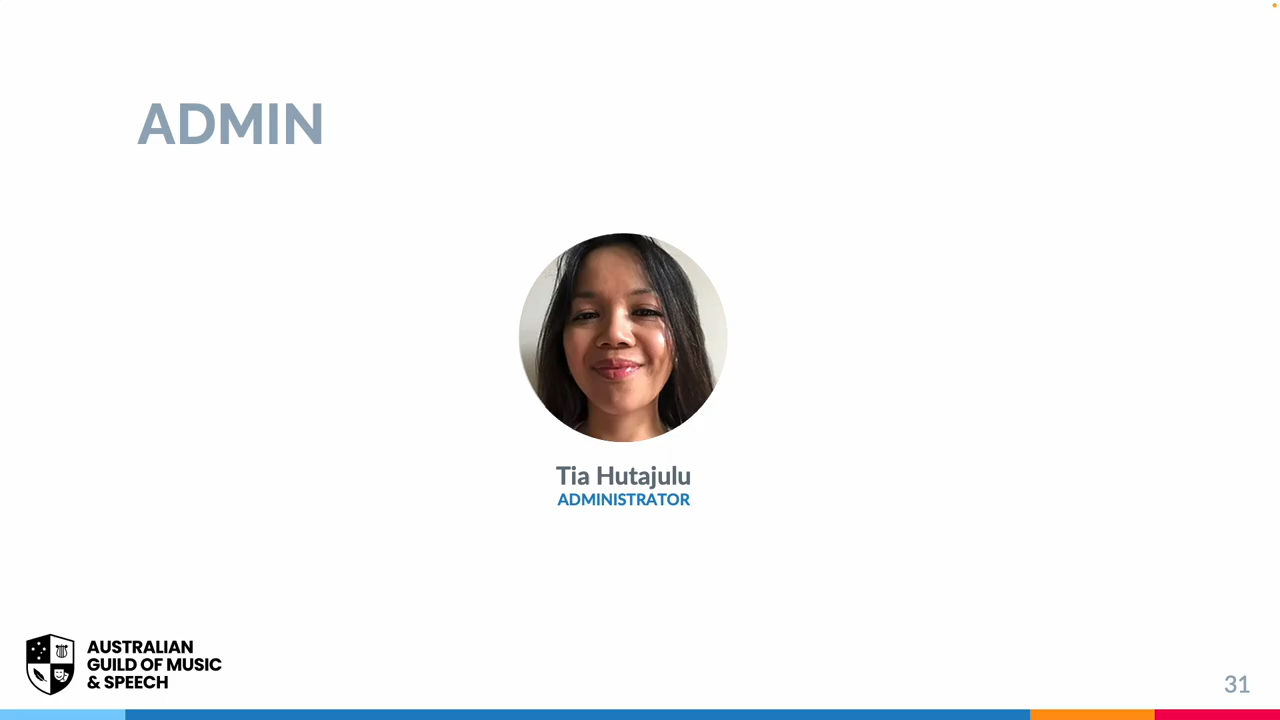 ADMIN
Tia Hutajulu
ADMINISTRATOR
AUSTRALIAN
GUILD OF MUSIC
& SPEECH
31